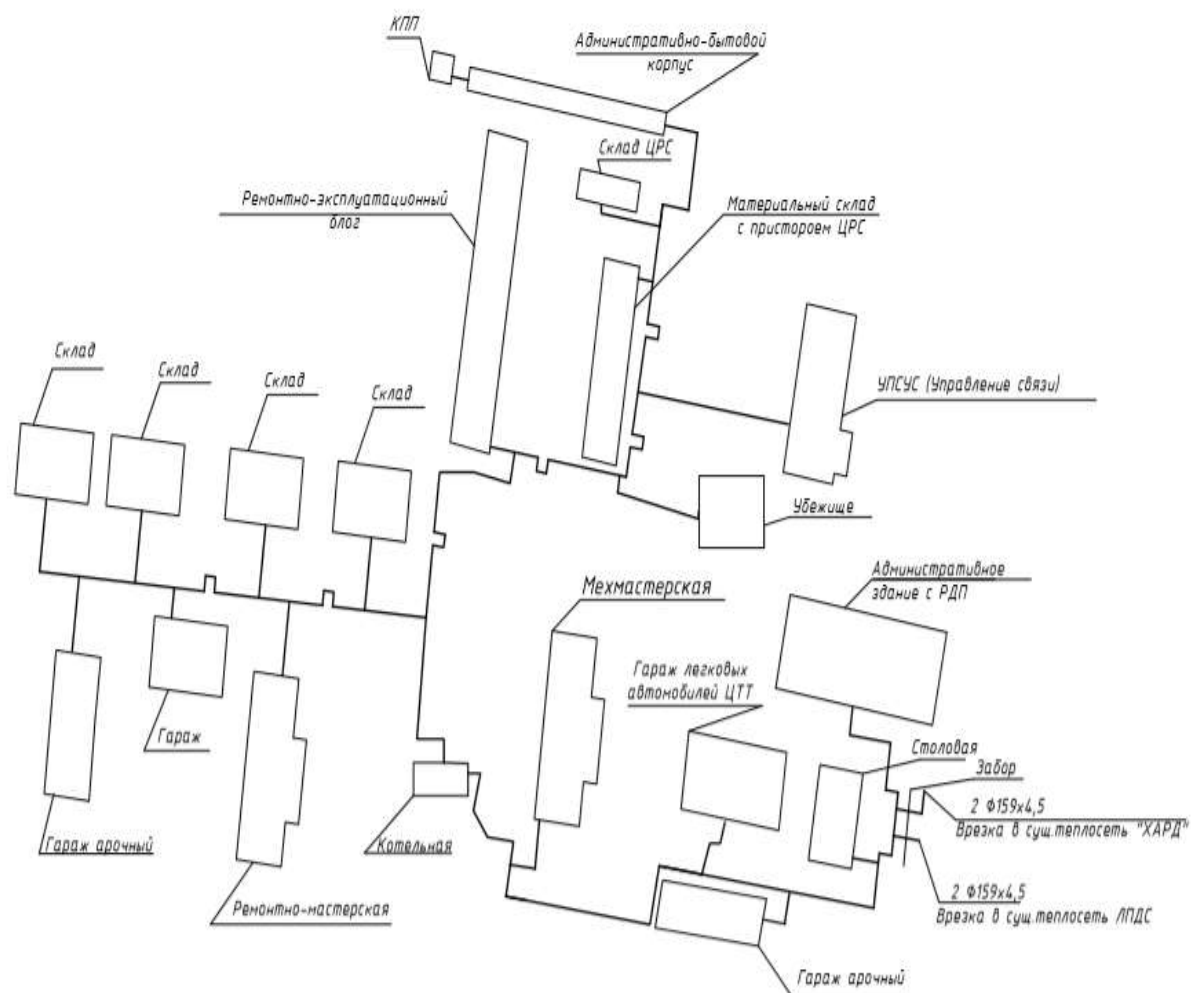 КПП
Административно-бытовой
корпус
Склад ЦРС
Ремонтно-эксплуатационный
блог
Материальный склад
с пристороем ЦРС
Склад
Склад
Склад
Склад
УПСУС (Управление связи)
Убежище
Мехмастерская
Административное
здание с РДП
Гараж легковых
автомобилей ЦТТ
Гараж
Столовая
Забор
2 Ф159х4,5
Врезка в сущ.теплосеть "ХАРД"
Гараж арочный
Котельная
2 Ф159х4,5
Врезка в сущ.теплосеть ЛПДС
Ремонтно-мастерская
Гараж арочный